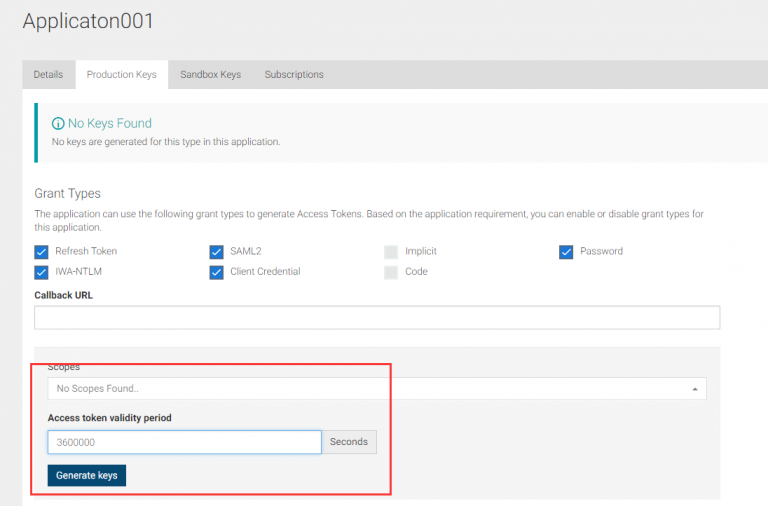 Applicaton001
Details Production Keys Sandbox Keys Subscriptions
No Keys Found
No keys are generated for this type in this application.
Grant Types
The application can use the following grant types to generate Access Tokens. Based on the application requirement, you can enable or disable grant types for
this application.
Refresh Token SAML2 Implicit Password
IWA-NTLM Client Credential Code
Callback URL
Scopes
No Scopes Found..
Access token validity period
3600000 Seconds
Generate keys